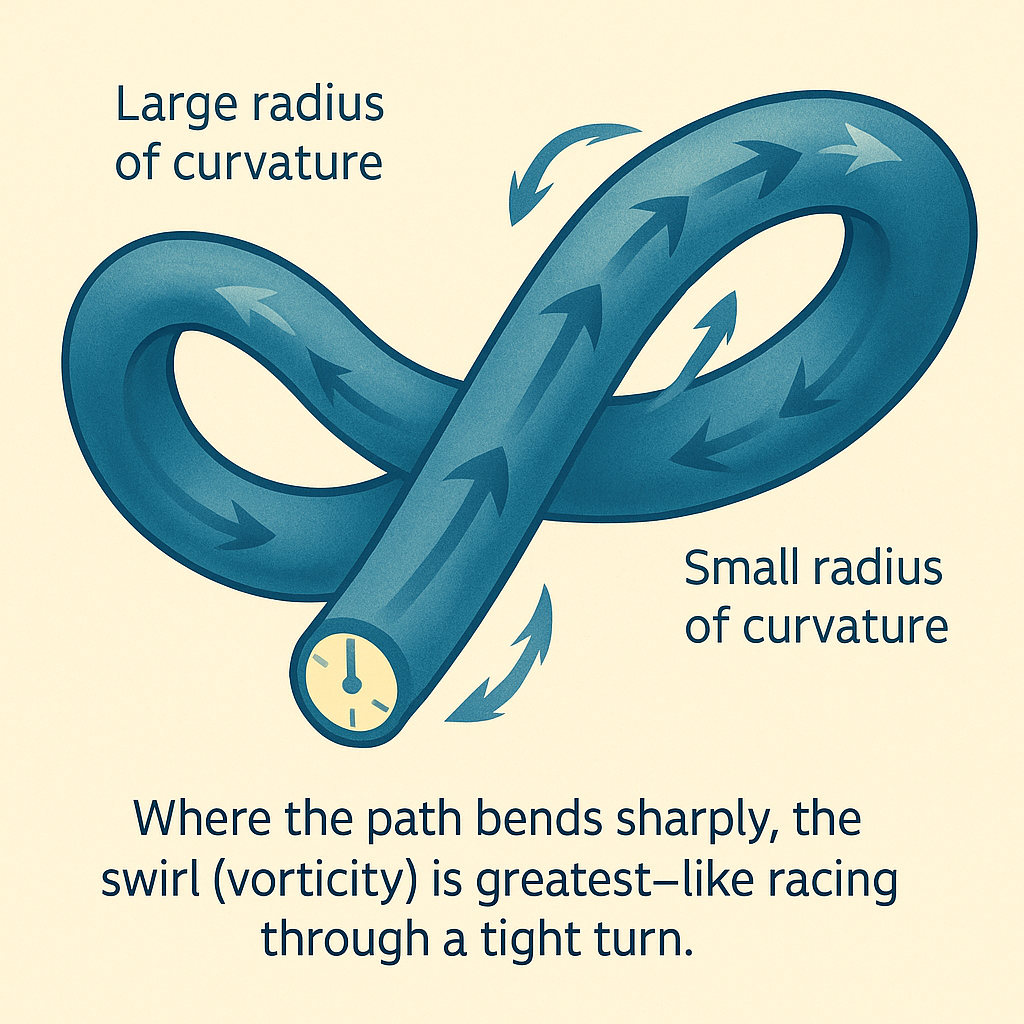 Large radius
of curvature
Small radius
of curvature
Where the path bends sharply, the
swirl (vorticity) is greatest–like racing
through a tight turn.